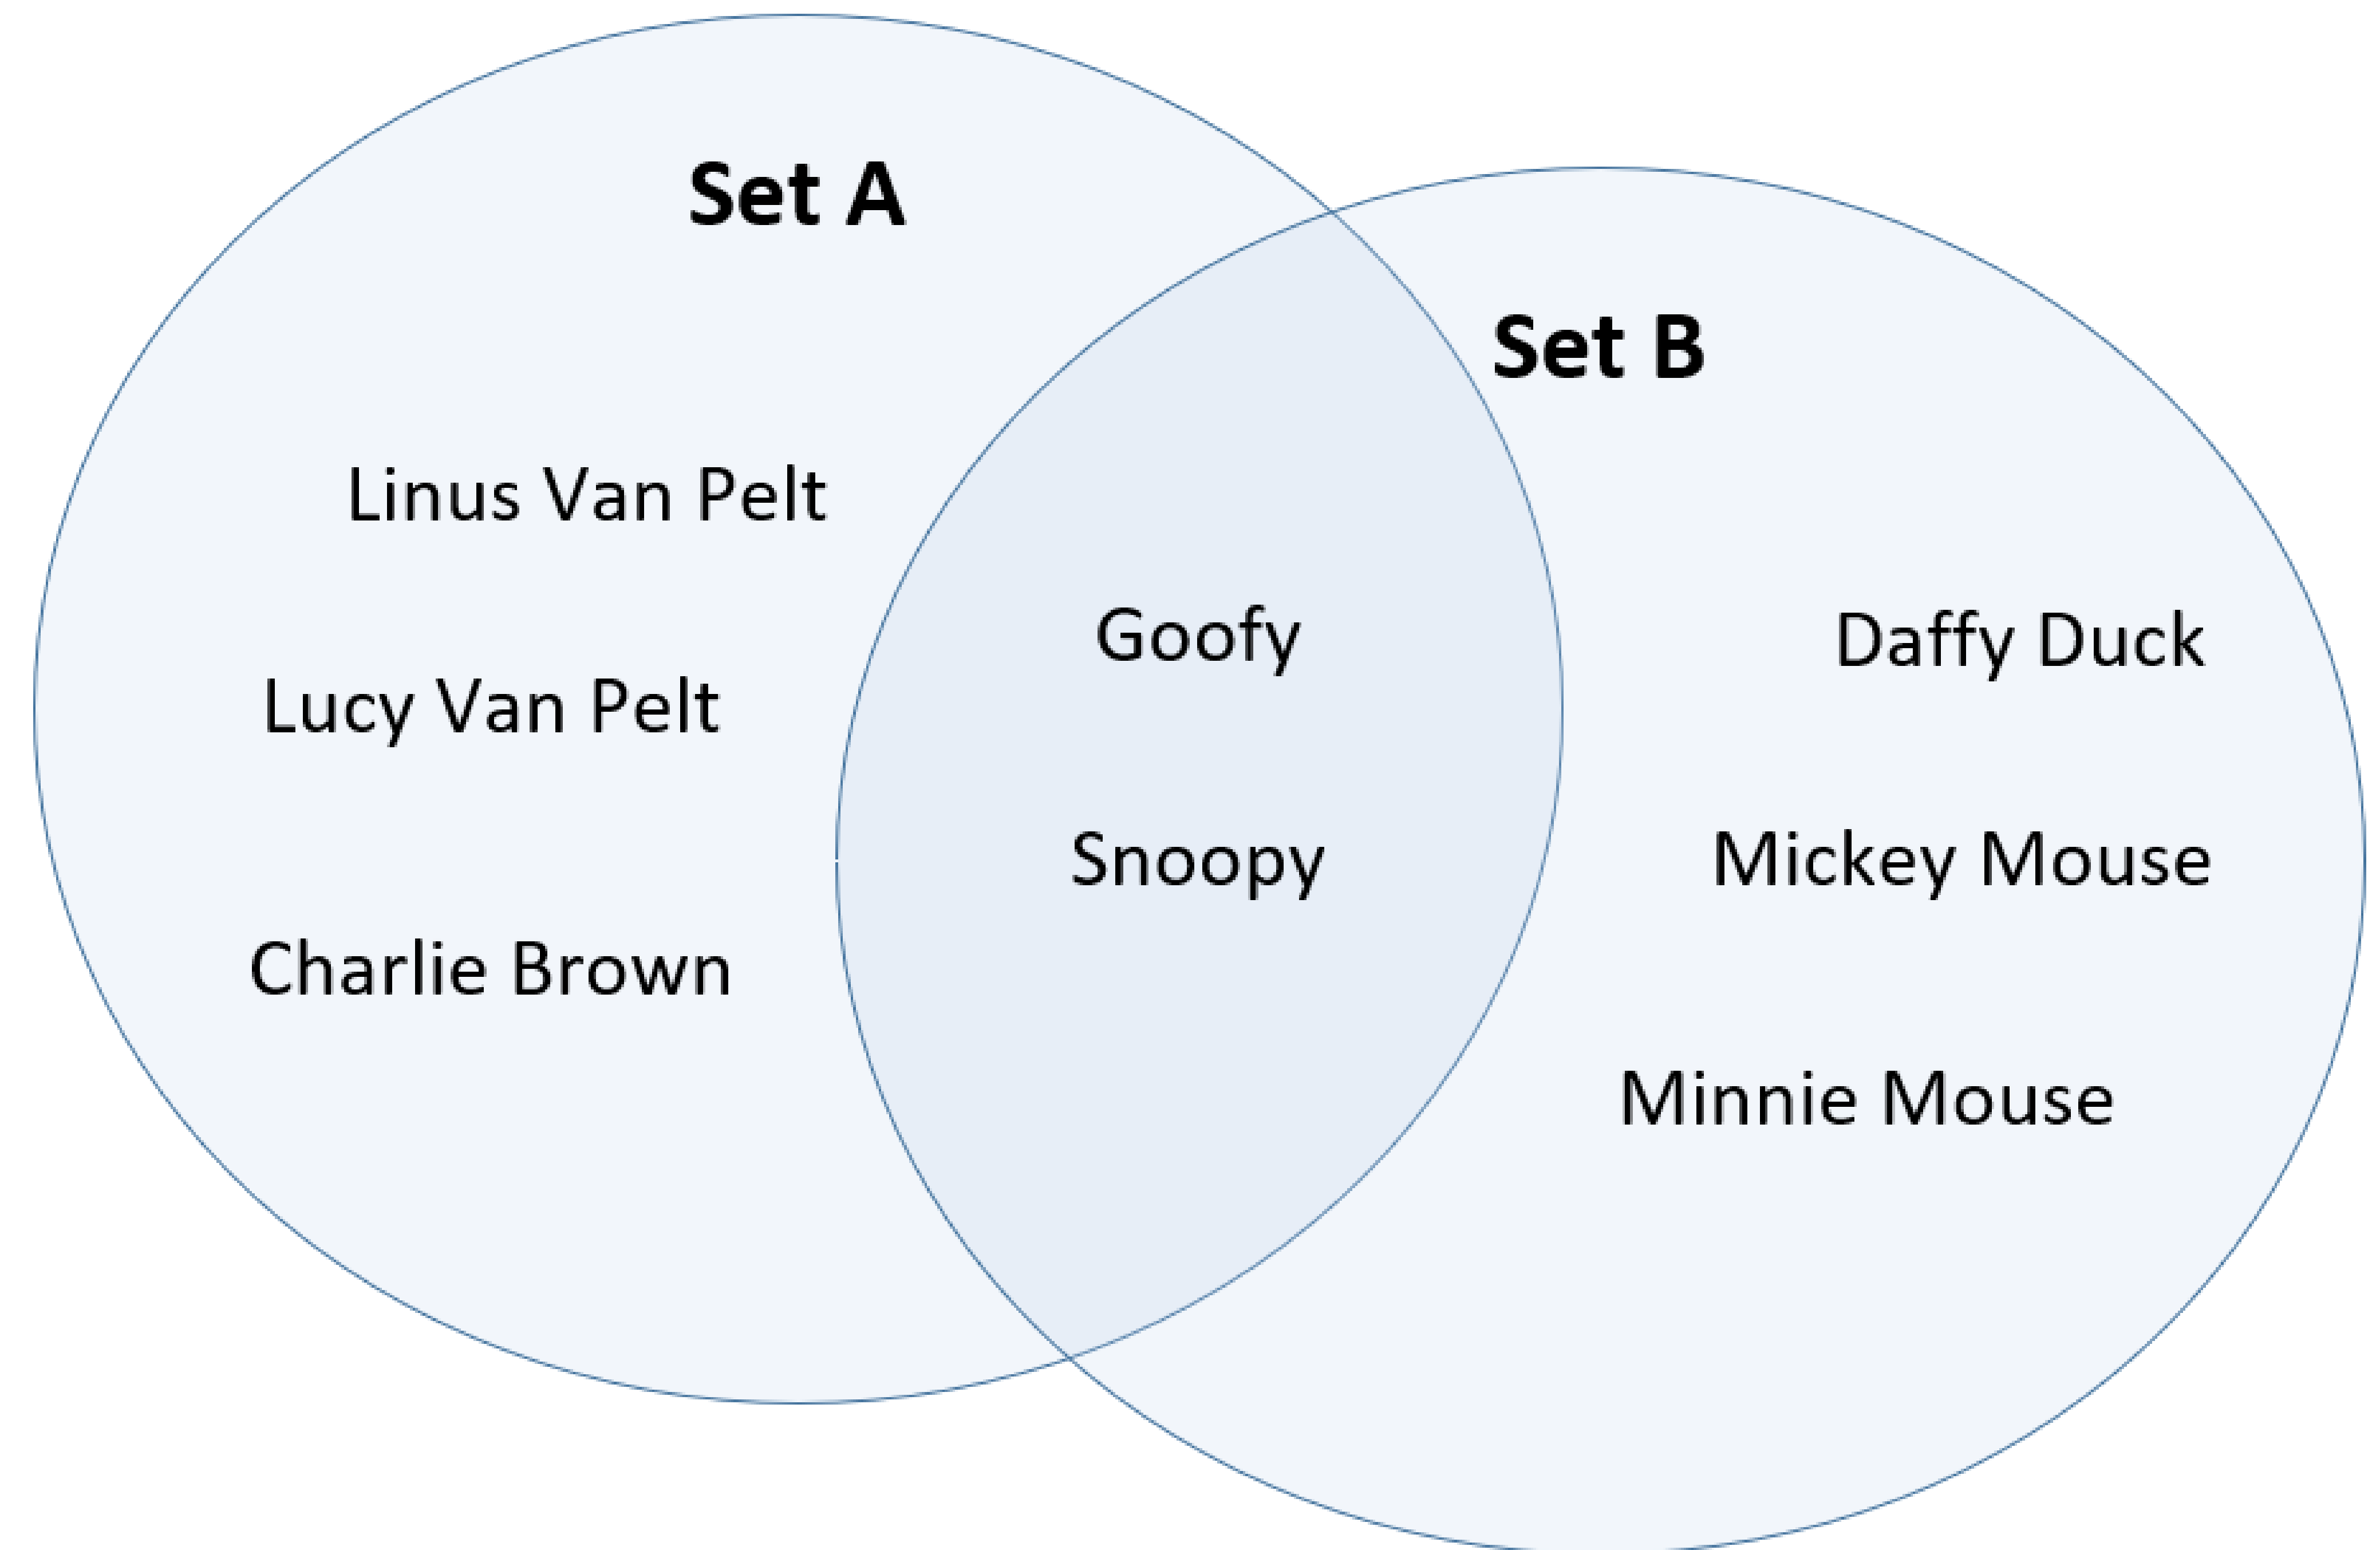 Set A
Set B
Linus Van Pelt
Lucy Van Pelt
Charlie Brown
Goofy
Snoopy
Daffy Duck
Mickey Mouse
Minnie Mouse